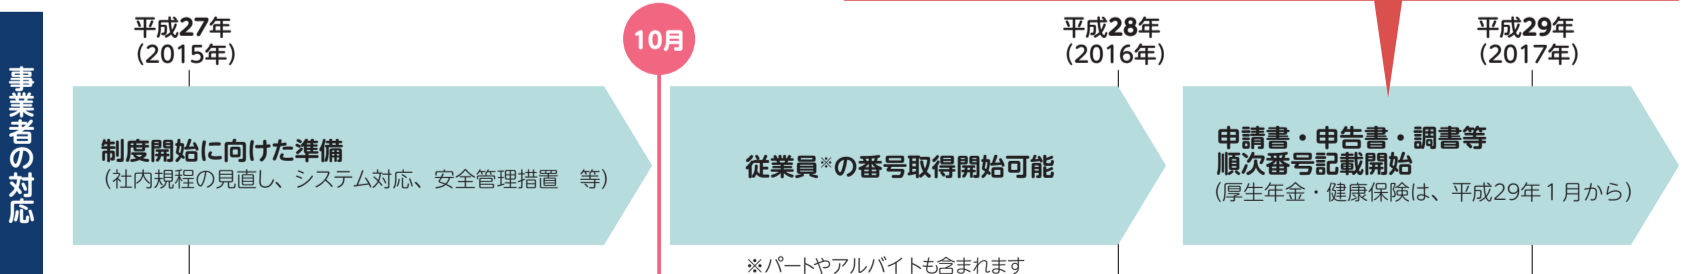 事業者の対応
平成27年
(2015年)
10月
平成28年
(2016年)
平成29年
(2017年)
制度開始に向けた準備
(社内規程の見直し、システム対応、安全管理措置　等)
従業員※の番号取得開始可能
※パートやアルバイトも含まれます
申請書・申告書・調書等
順次番号記載開始
(厚生年金・健康保険は、平成29年1月から)